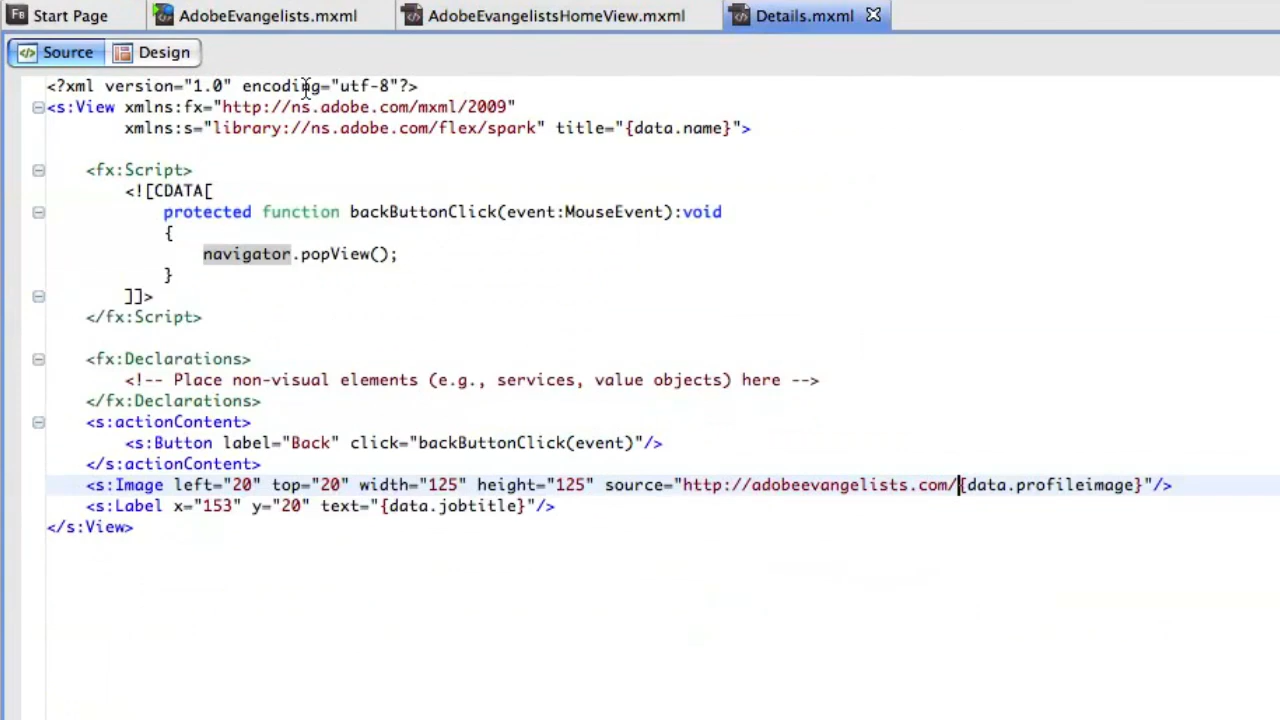 Fb Start Page AdobeEvangelists.mxml AdobeEvangelistsHomeView.mxml Details.mxml
Source Design
<?xml version="1.0" encoding="utf-8"?>
<s:View xmlns:fx="http://ns.adobe.com/mxml/2009"
xmlns:s="library://ns.adobe.com/flex/spark" title="{data.name}">
<fx:Script>
<![CDATA[
protected function backButtonClick(event:MouseEvent):void
{
navigator.popView();
}
]]>
</fx:Script>
<fx:Declarations>
<!-- Place non-visual elements (e.g., services, value objects) here -->
</fx:Declarations>
<s:actionContent>
<s:Button label="Back" click="backButtonClick(event)"/>
</s:actionContent>
<s:Image left="20" top="20" width="125" height="125" source="http://adobeevangelists.com/{data.profileimage}"/>
<s:Label x="153" y="20" text="{data.jobtitle}"/>
</s:View>